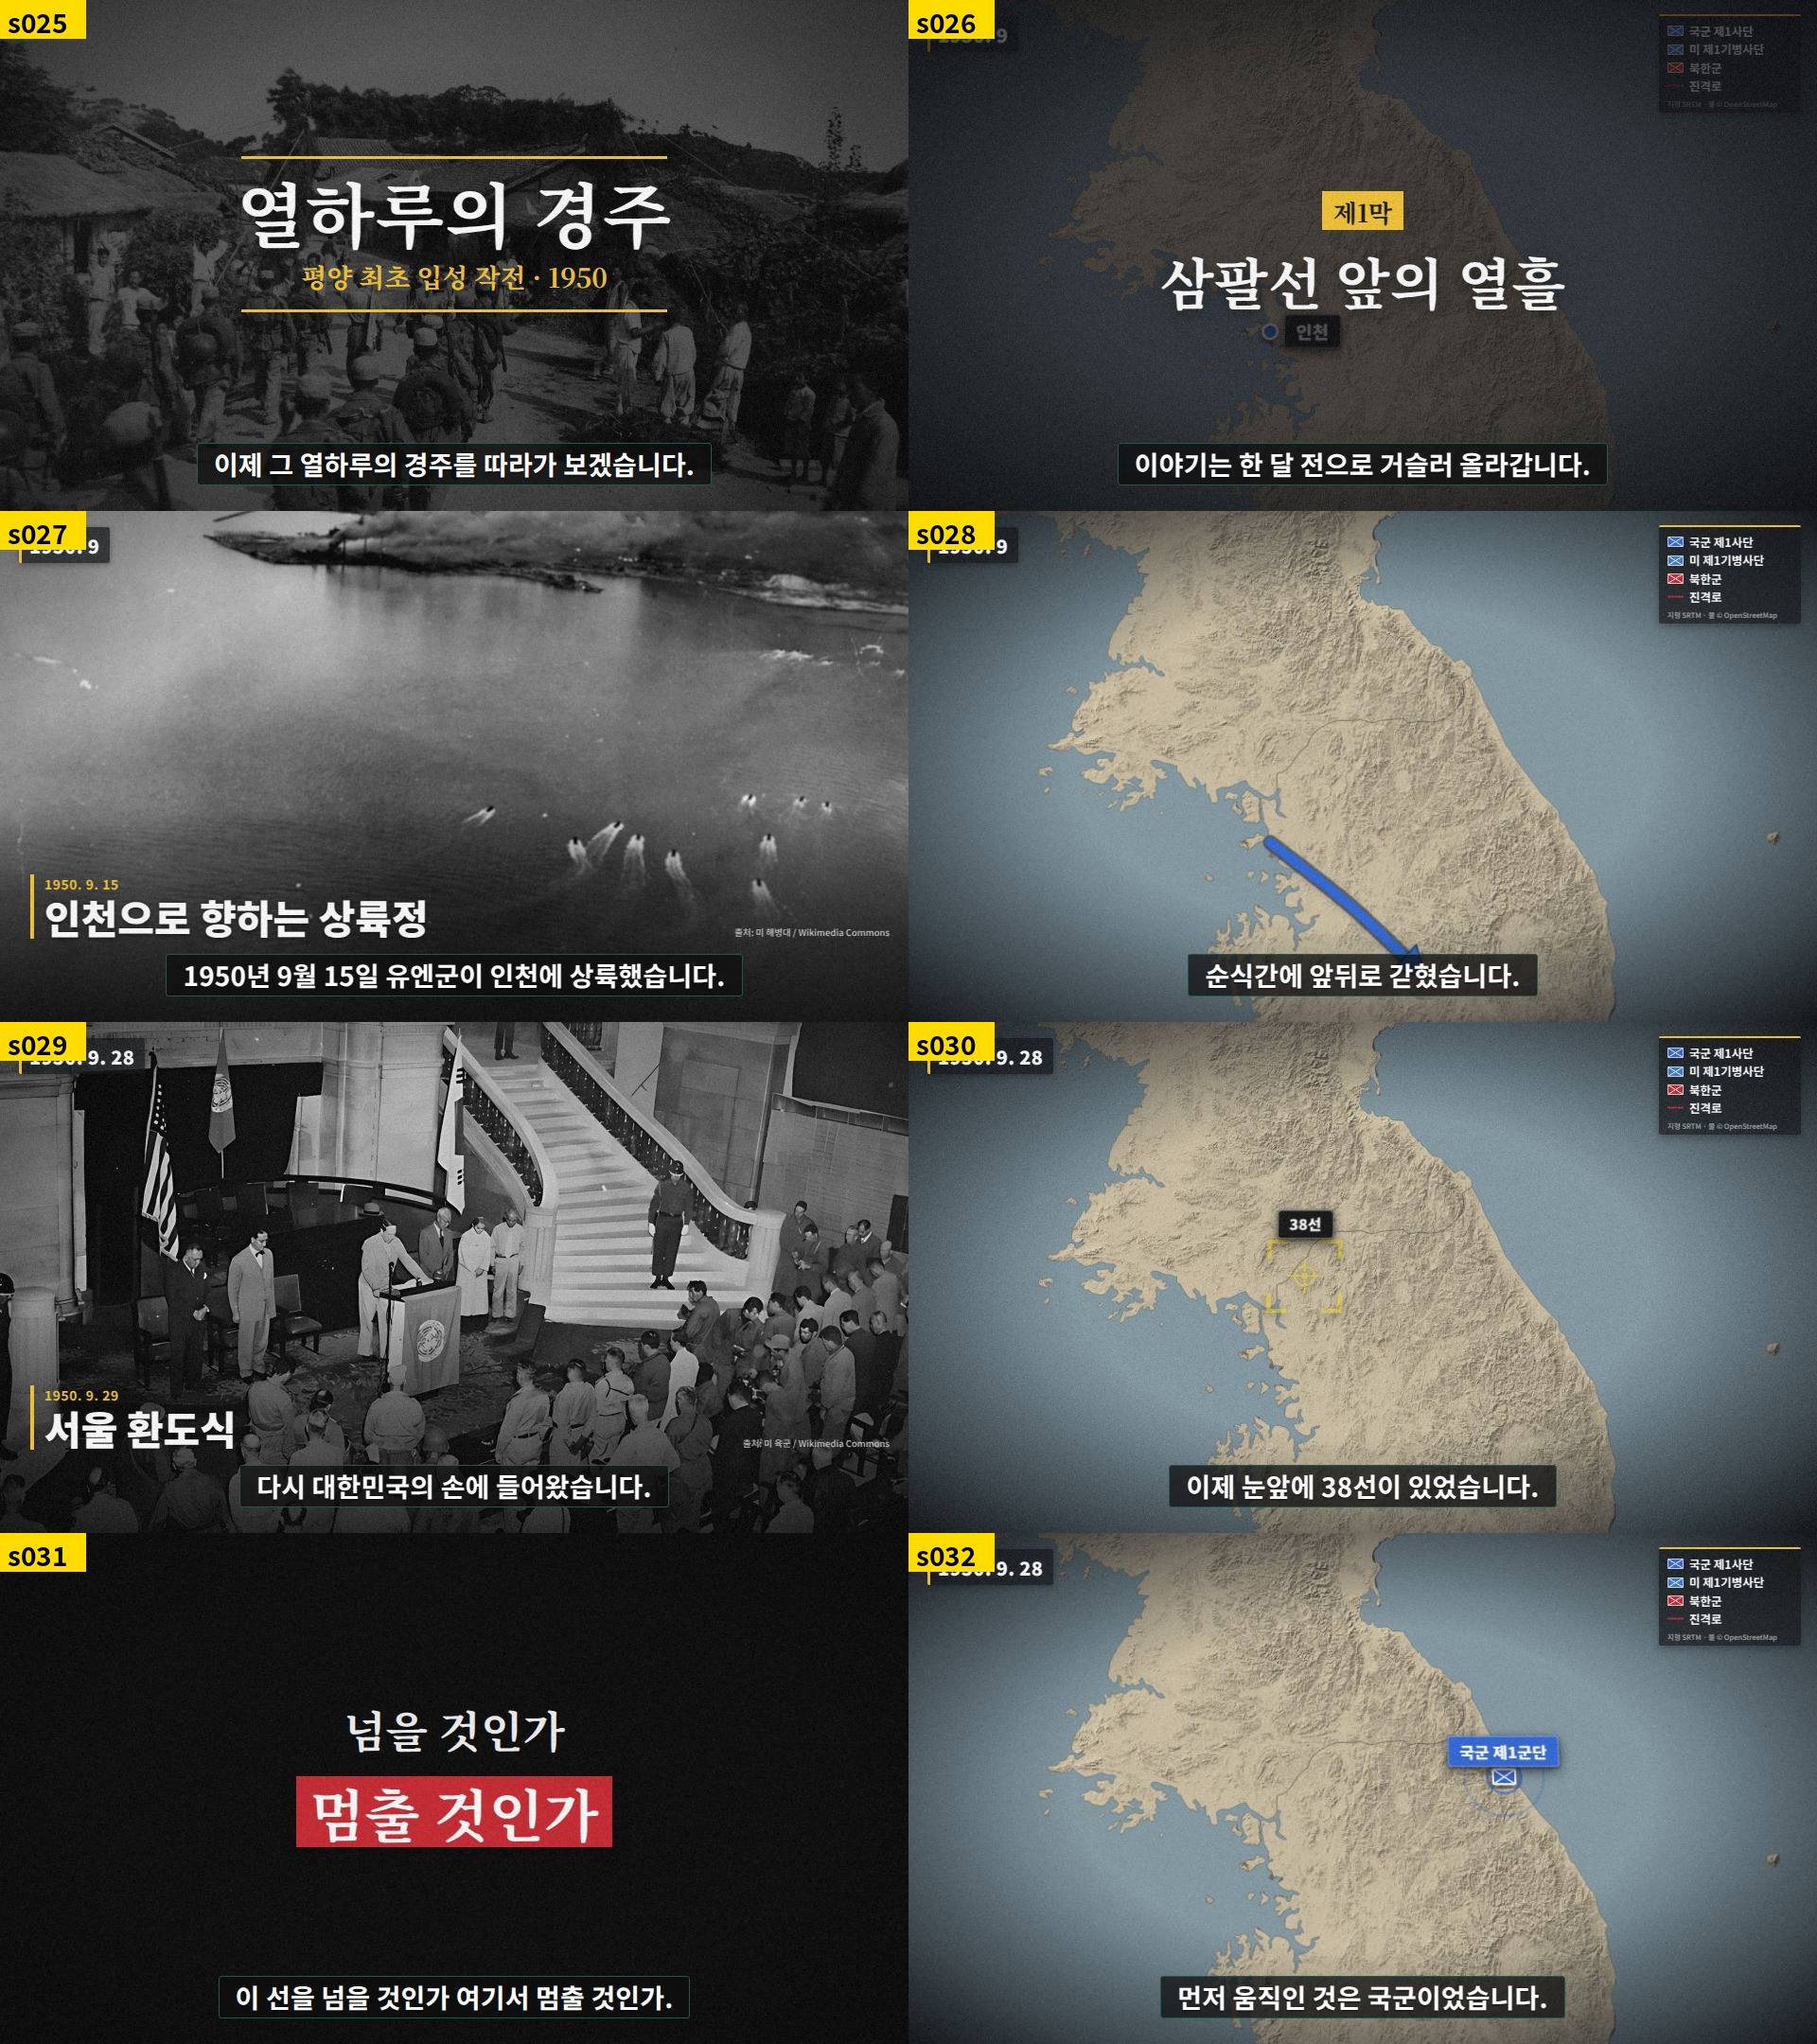 s025
열하루의 경주
평양 최초 입성 작전 · 1950
이제 그 열하루의 경주를 따라가 보겠습니다.
s026
9
국군 제1사단
미 제1기병사단
북한군
진격로
지형 SRTM · 물 © OpenStreetMap
제1막
삼팔선 앞의 열흘
인천
이야기는 한 달 전으로 거슬러 올라갑니다.
s027
1950. 9
1950. 9. 15
인천으로 향하는 상륙정
출처: 미 해병대 / Wikimedia Commons
1950년 9월 15일 유엔군이 인천에 상륙했습니다.
s028
1950. 9
국군 제1사단
미 제1기병사단
북한군
진격로
지형 SRTM · 물 © OpenStreetMap
순식간에 앞뒤로 갇혔습니다.
s029
1950. 9. 28
1950. 9. 29
서울 환도식
출처: 미 육군 / Wikimedia Commons
다시 대한민국의 손에 들어왔습니다.
s030
1950. 9. 28
국군 제1사단
미 제1기병사단
북한군
진격로
지형 SRTM · 물 © OpenStreetMap
38선
이제 눈앞에 38선이 있었습니다.
s031
넘을 것인가
멈출 것인가
이 선을 넘을 것인가 여기서 멈출 것인가.
s032
1950. 9. 28
국군 제1사단
미 제1기병사단
북한군
진격로
지형 SRTM · 물 © OpenStreetMap
국군 제1군단
먼저 움직인 것은 국군이었습니다.